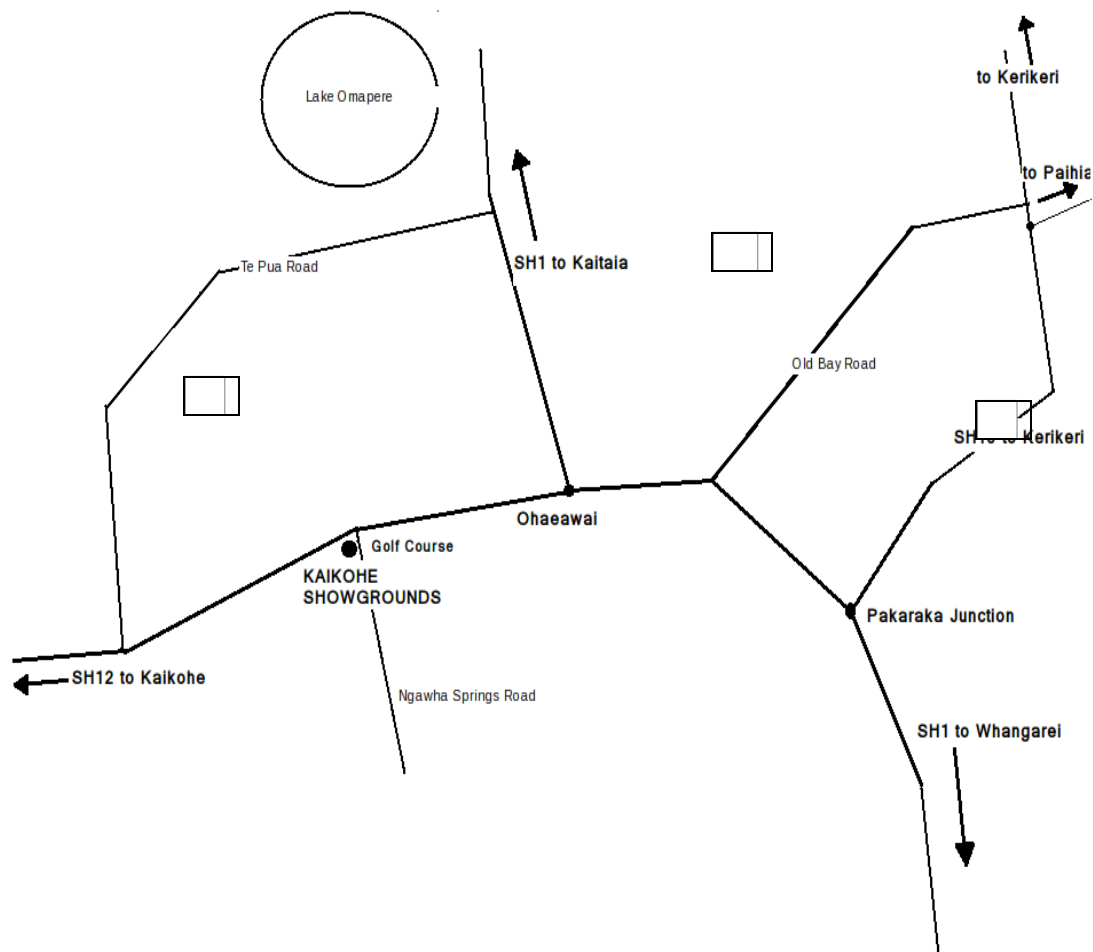 to Kerikeri
Lake Omapere
to Paihia
SH1 to Kaitaia
Te Pua Road
Old Bay Road
to Kerikeri
Ohaeawai
Golf Course
KAIKOHE
SHOWGROUNDS
Pakaraka Junction
SH12 to Kaikohe
Ngawha Springs Road
SH1 to Whangarei